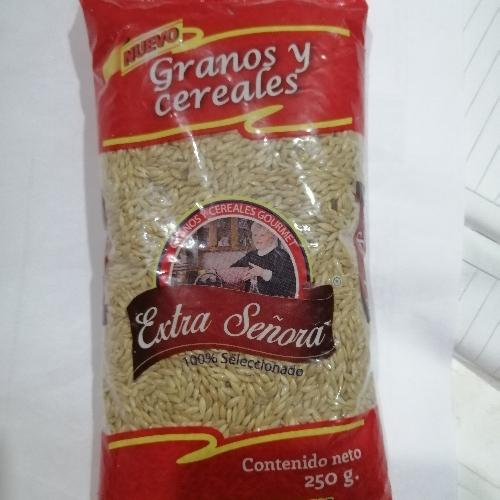 NUEVO
Granos y
cereales
GRANOS Y CEREALES GOURMET
Extra Señora
100% Seleccionado
Contenido neto
250 g.